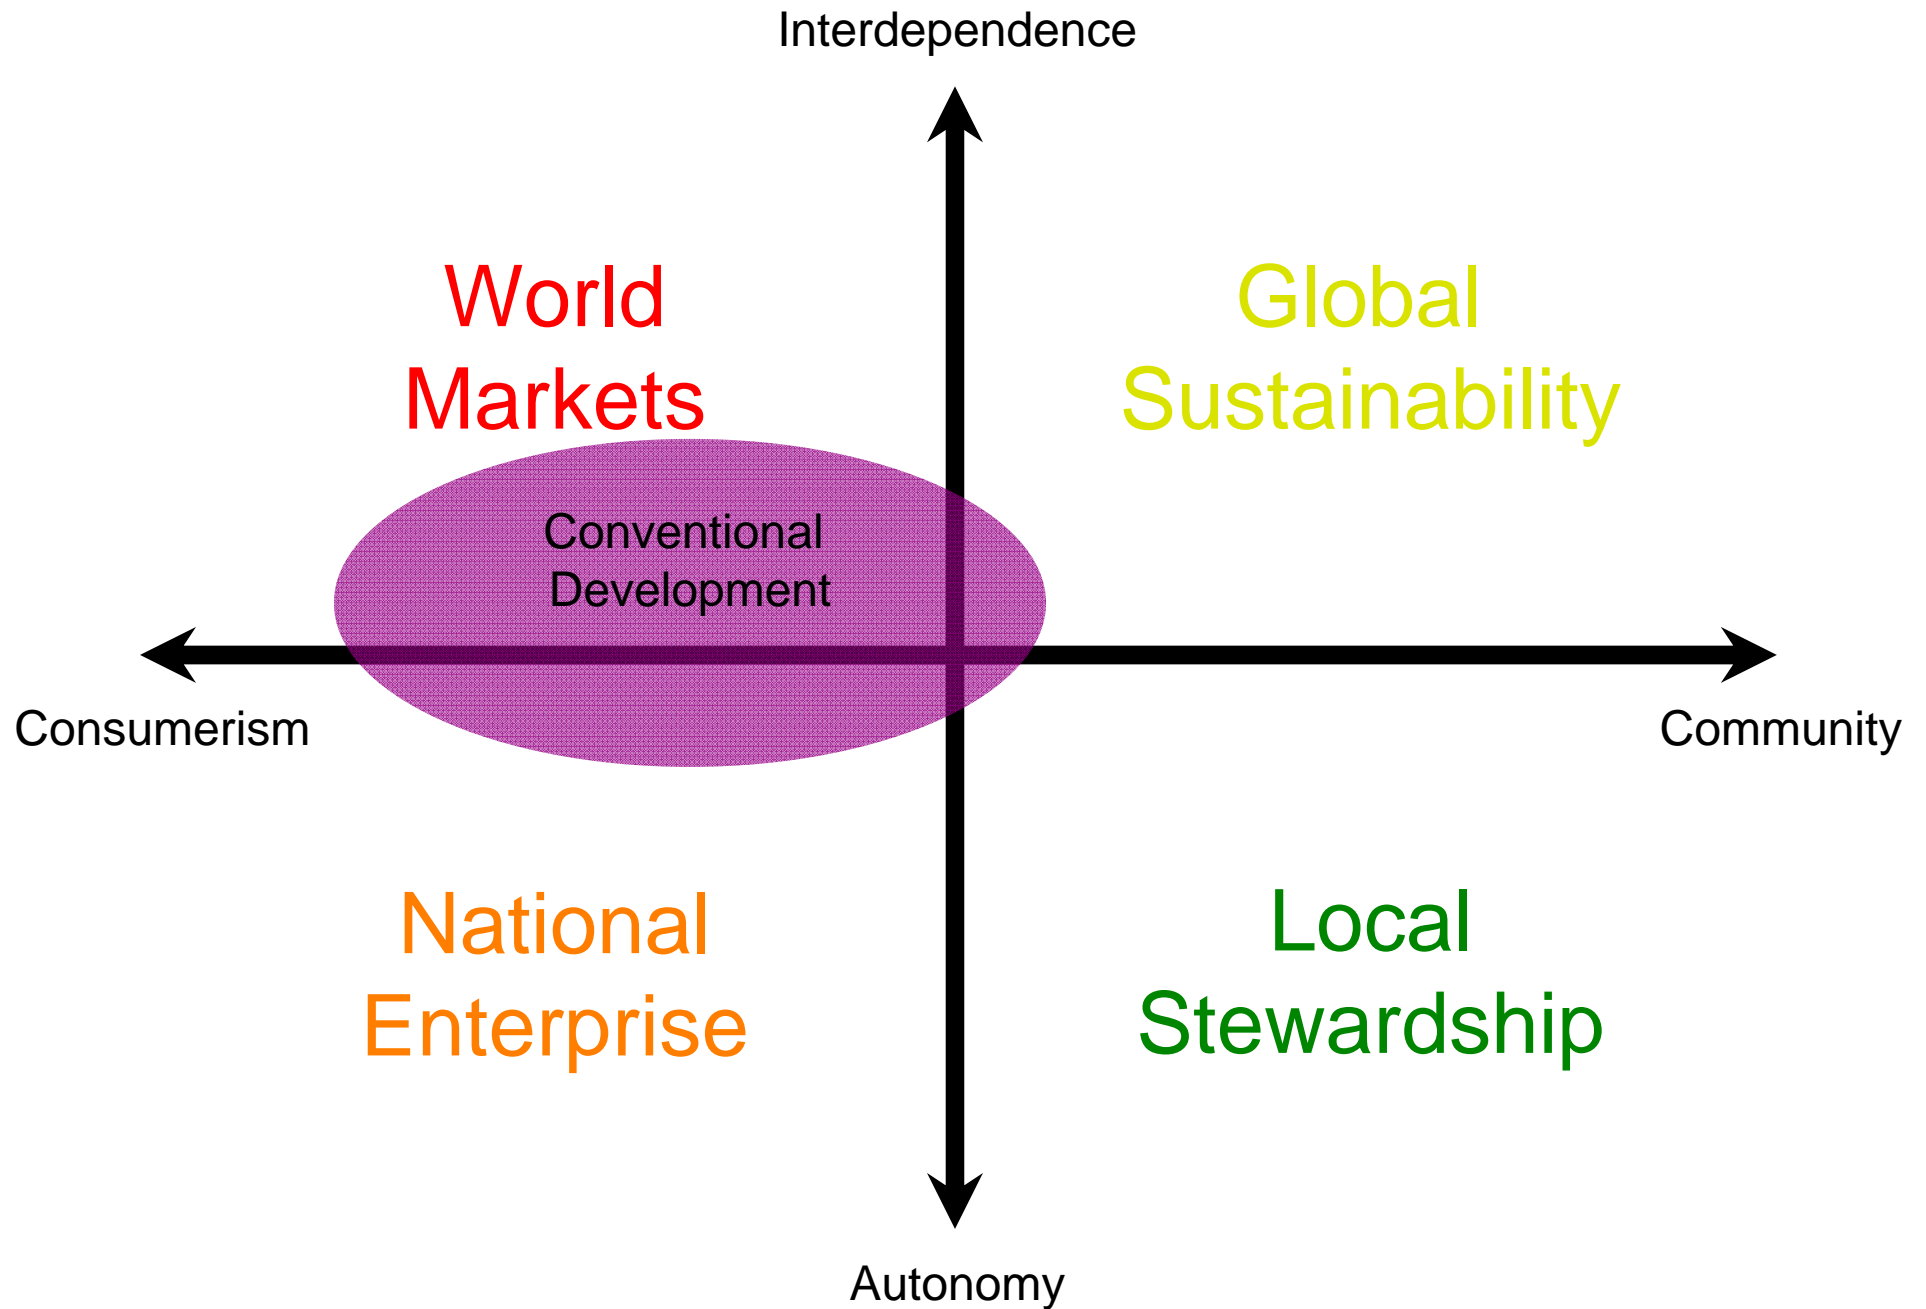 Interdependence
World
Markets
Global
Sustainability
Conventional
Development
Consumerism
Community
National
Enterprise
Local
Stewardship
Autonomy